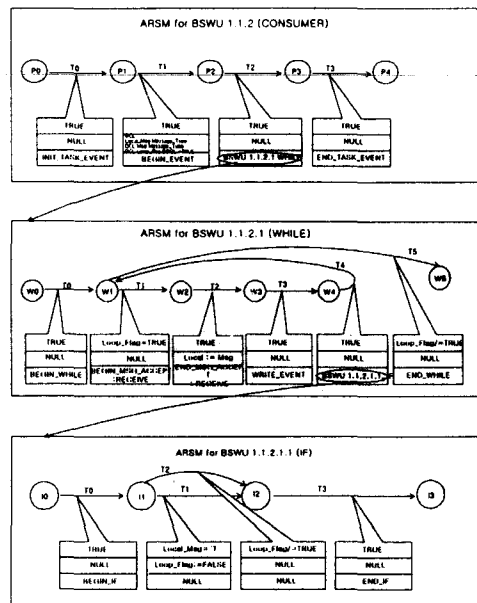 ARSM for BSWU 1.1.2 (CONSUMER)
P0 T0 P1 T1 P2 T2 P3 T3 P4
TRUE TRUE TRUE TRUE
NULL NULL NULL
INIT_TASK_EVENT BEGIN_EVENT BSWU 1.1.2.1 WHILE END_TASK_EVENT
ARSM for BSWU 1.1.2.1 (WHILE)
T5
T4
W0 T0 W1 T1 W2 T2 W3 T3 W4
TRUE Loop_Flag=TRUE TRUE TRUE TRUE Loop_Flag/=TRUE
NULL NULL Local := Msg NULL NULL NULL
BEGIN_WHILE BEGIN_MSG_ACCEP END_MSG_ACCEP WRITE_EVENT BSWU 1.1.2.1.1 END_WHILE
ARSM for BSWU 1.1.2.1.1 (IF)
T2
I0 T0 I1 T1 I2 T3 I3
TRUE Loop_Flag/=TRUE TRUE
NULL Loop_Flag:=FALSE NULL NULL
BEGIN_IF NULL NULL END_IF